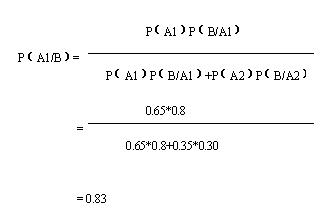 P( A1) P( B/A1)
P( A1/B) =
P( A1) P( B/A1) +P( A2) P( B/A2)
0.65*0.8
=
0.65*0.8+0.35*0.30
= 0.83